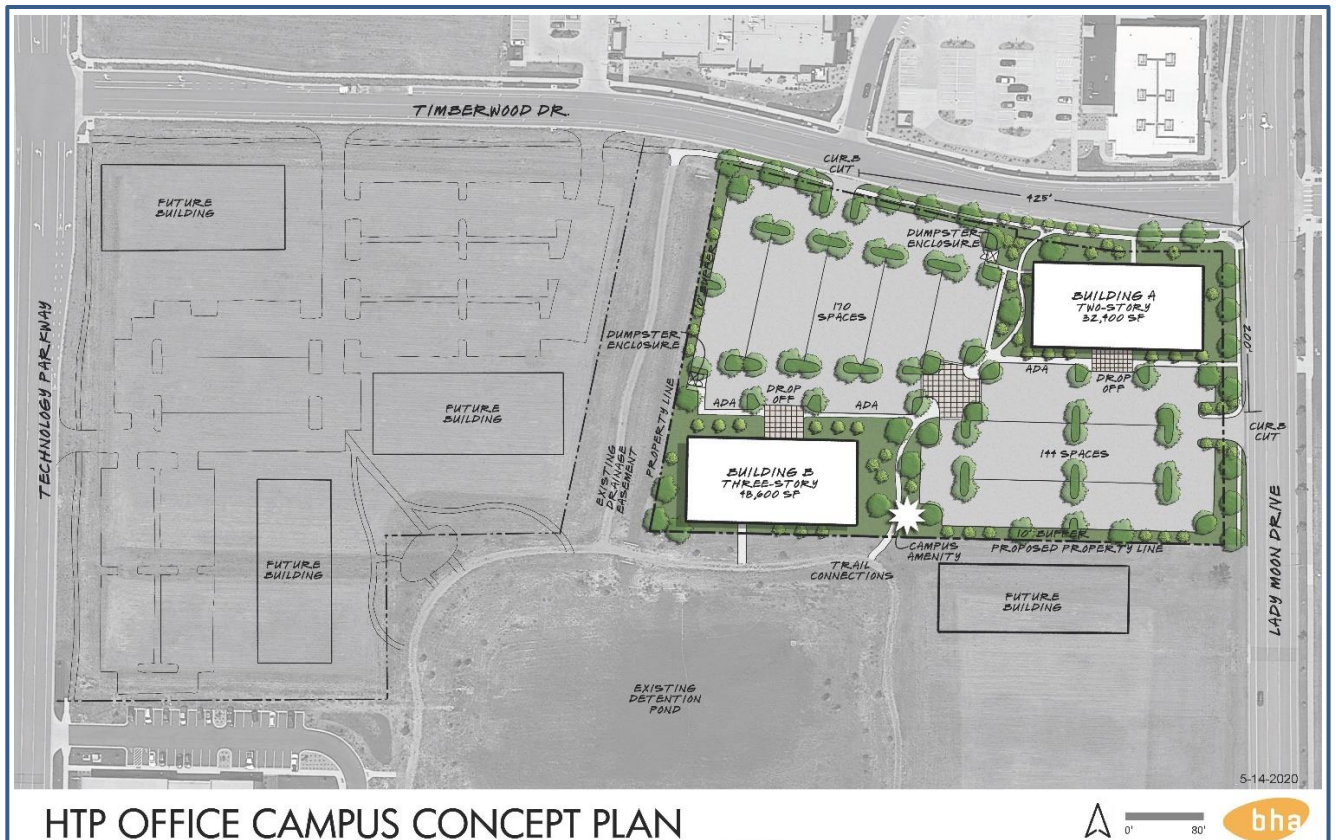 TIMBERWOOD DR.
FUTURE
BUILDING
TECHNOLOGY PARKWAY
FUTURE
BUILDING
FUTURE
BUILDING
EXISTING
DRAINAGE
EASEMENT
PROPERTY LINE
10' BUFFER
CURB
CUT
425'
DUMPSTER
ENCLOSURE
BUILDING A
TWO-STORY
32,400 SF
200'
170
SPACES
DUMPSTER
ENCLOSURE
ADA
DROP
OFF
ADA
ADA
DROP
OFF
CURB
CUT
144 SPACES
BUILDING B
THREE-STORY
48,600 SF
10' BUFFER
PROPOSED PROPERTY LINE
CAMPUS
AMENITY
TRAIL
CONNECTIONS
FUTURE
BUILDING
LADY MOON DRIVE
EXISTING
DETENTION
POND
5-14-2020
HTP OFFICE CAMPUS CONCEPT PLAN
0' 80'
bha